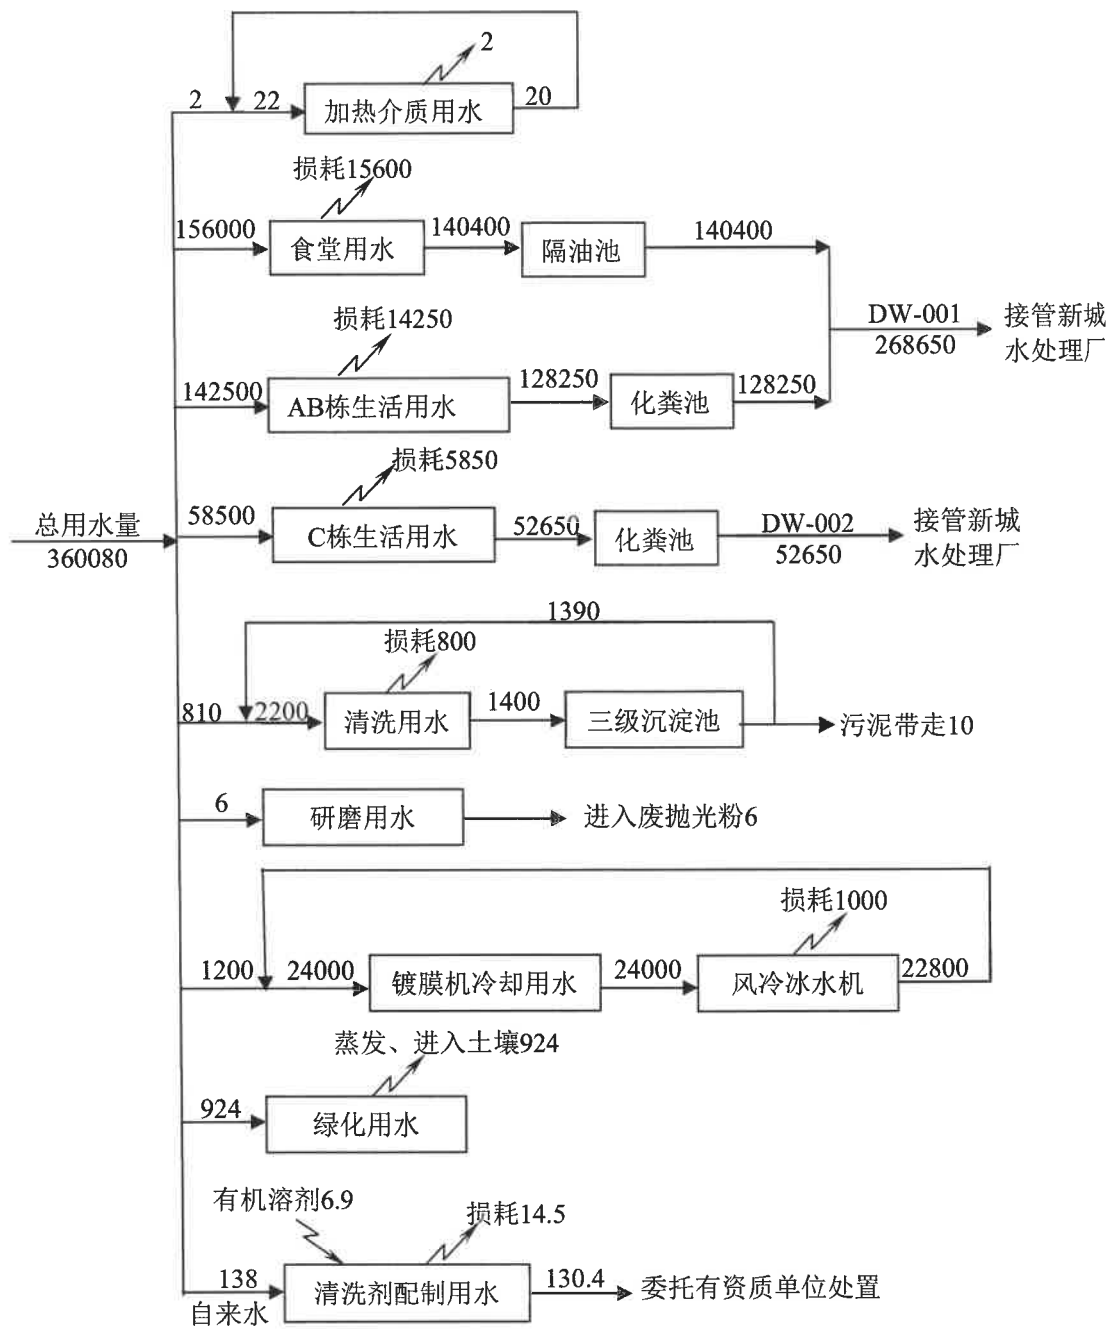 2
2
22
加热介质用水
20
损耗15600
156000
食堂用水
140400
隔油池
140400
损耗14250
142500
AB栋生活用水
128250
化粪池
128250
DW-001
268650
接管新城
水处理厂
损耗5850
总用水量
360080
58500
C栋生活用水
52650
化粪池
DW-002
52650
接管新城
水处理厂
1390
损耗800
810
2200
清洗用水
1400
三级沉淀池
污泥带走10
6
研磨用水
进入废抛光粉6
损耗1000
1200
24000
镀膜机冷却用水
24000
风冷冰水机
22800
蒸发、进入土壤924
924
绿化用水
有机溶剂6.9
损耗14.5
138
自来水
清洗剂配制用水
130.4
委托有资质单位处置